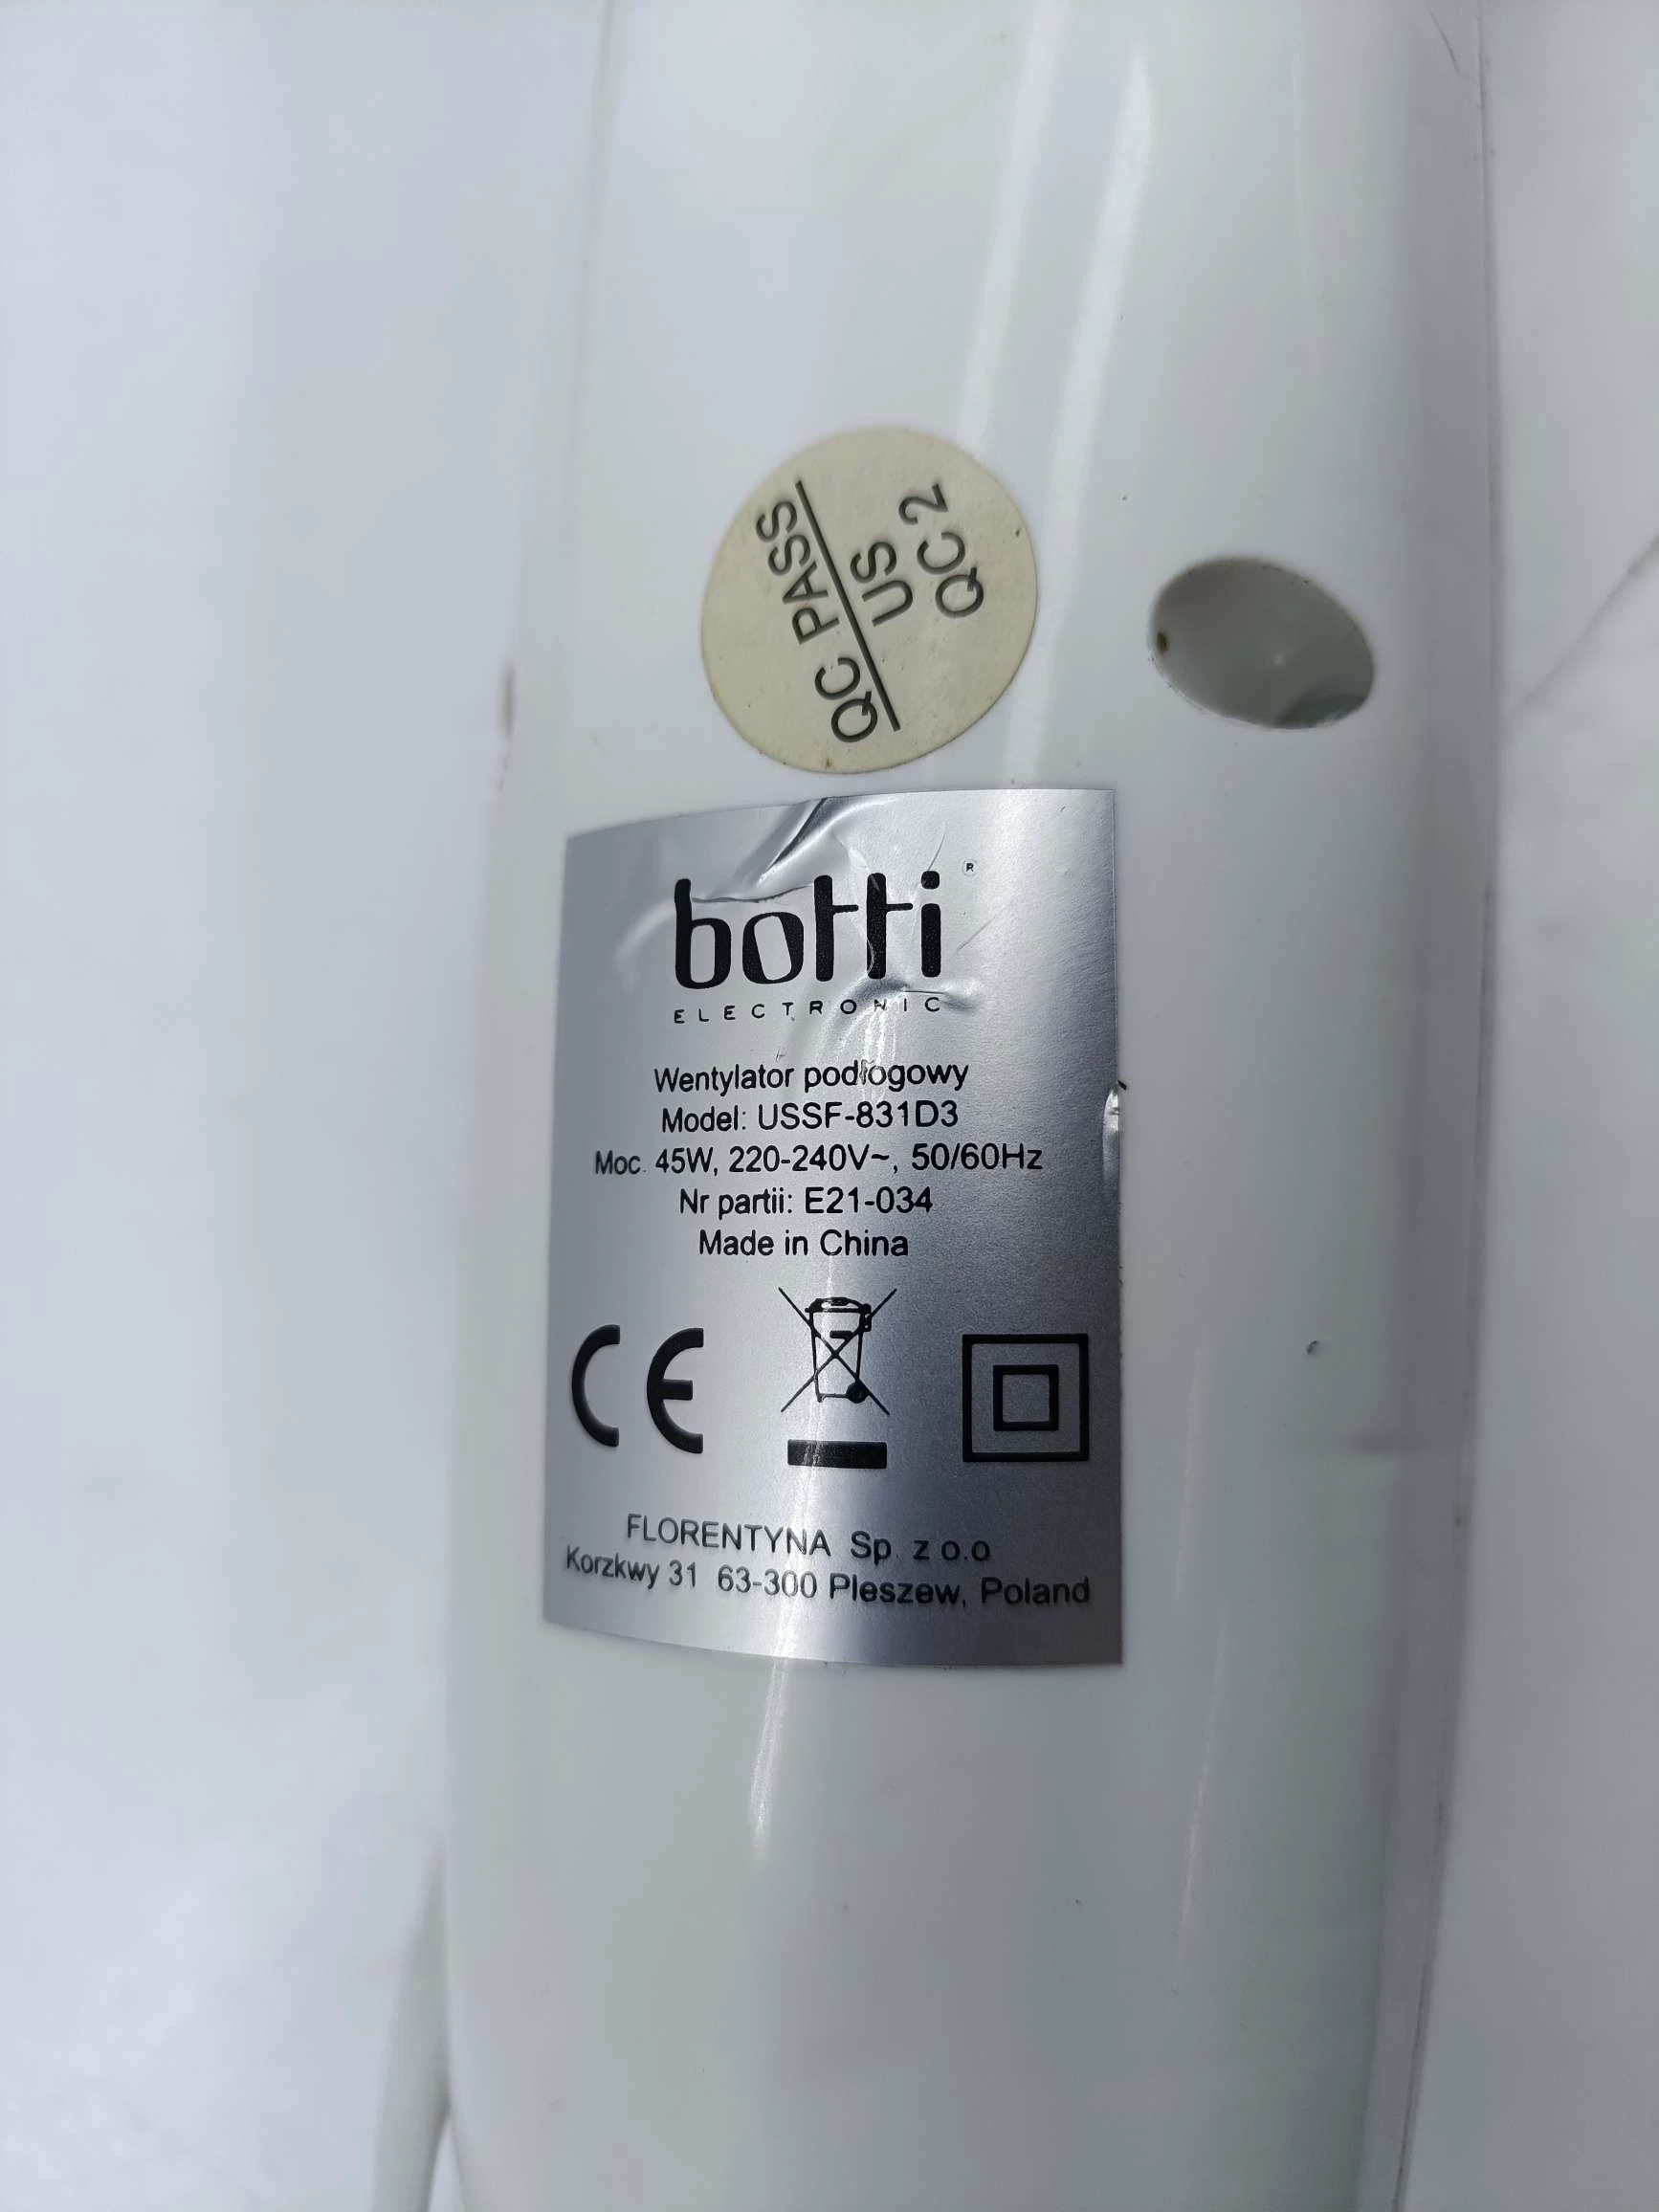 QC PASS
US
QC 2
botti ®
ELECTRONIC
Wentylator podłogowy
Model: USSF-831D3
Moc. 45W, 220-240V~, 50/60Hz
Nr partii: E21-034
Made in China
CE
FLORENTYNA Sp. z o.o
Korzkwy 31 63-300 Pleszew, Poland